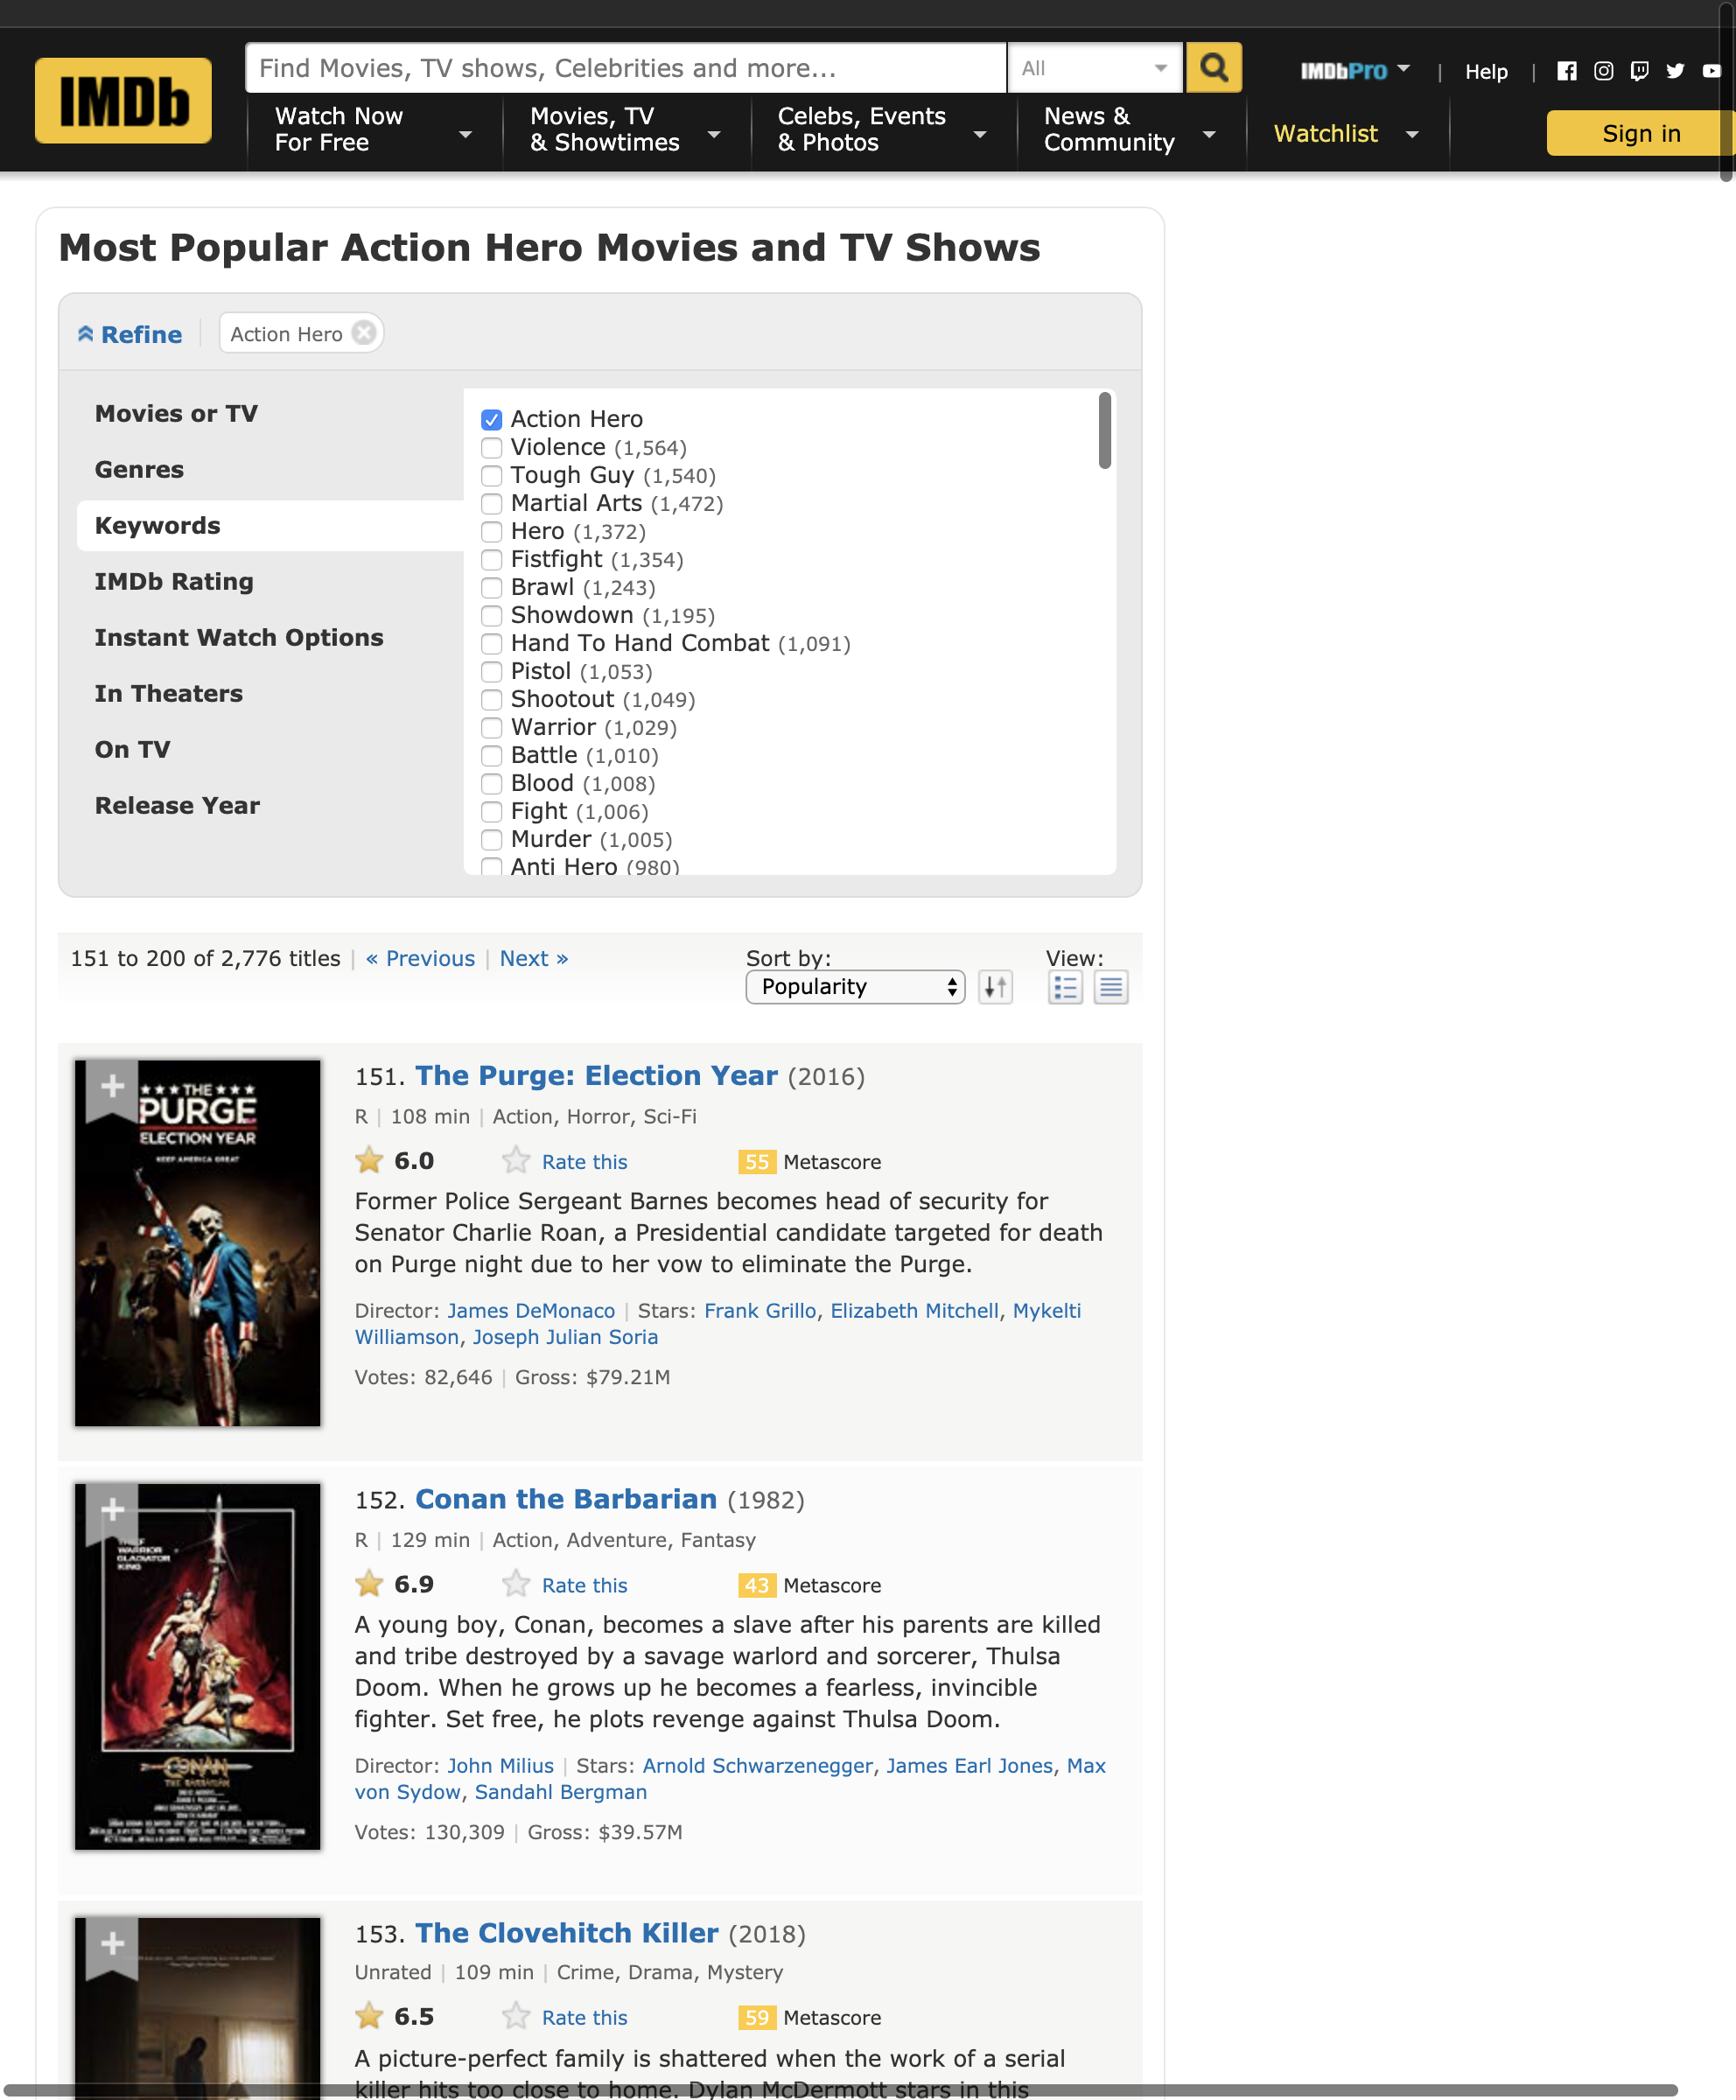 IMDb
Find Movies, TV shows, Celebrities and more...
All
IMDbPro
|
Help
|
Watch Now
For Free
Movies, TV
& Showtimes
Celebs, Events
& Photos
News &
Community
Watchlist
Sign in
Most Popular Action Hero Movies and TV Shows
Refine
Action Hero
Movies or TV
Genres
Keywords
IMDb Rating
Instant Watch Options
In Theaters
On TV
Release Year
Action Hero
Violence (1,564)
Tough Guy (1,540)
Martial Arts (1,472)
Hero (1,372)
Fistfight (1,354)
Brawl (1,243)
Showdown (1,195)
Hand To Hand Combat (1,091)
Pistol (1,053)
Shootout (1,049)
Warrior (1,029)
Battle (1,010)
Blood (1,008)
Fight (1,006)
Murder (1,005)
Anti Hero (980)
151 to 200 of 2,776 titles | « Previous | Next »
Sort by:
Popularity
View:
THE
PURGE
ELECTION YEAR
KEEP AMERICA GREAT
151. The Purge: Election Year (2016)
R | 108 min | Action, Horror, Sci-Fi
6.0 Rate this 55 Metascore
Former Police Sergeant Barnes becomes head of security for
Senator Charlie Roan, a Presidential candidate targeted for death
on Purge night due to her vow to eliminate the Purge.
Director: James DeMonaco | Stars: Frank Grillo, Elizabeth Mitchell, Mykelti
Williamson, Joseph Julian Soria
Votes: 82,646 | Gross: $79.21M
THIEF
WARRIOR
GLADIATOR
KING
CONAN
THE BARBARIAN
152. Conan the Barbarian (1982)
R | 129 min | Action, Adventure, Fantasy
6.9 Rate this 43 Metascore
A young boy, Conan, becomes a slave after his parents are killed
and tribe destroyed by a savage warlord and sorcerer, Thulsa
Doom. When he grows up he becomes a fearless, invincible
fighter. Set free, he plots revenge against Thulsa Doom.
Director: John Milius | Stars: Arnold Schwarzenegger, James Earl Jones, Max
von Sydow, Sandahl Bergman
Votes: 130,309 | Gross: $39.57M
153. The Clovehitch Killer (2018)
Unrated | 109 min | Crime, Drama, Mystery
6.5 Rate this 59 Metascore
A picture-perfect family is shattered when the work of a serial
killer hits too close to home. Dylan McDermott stars in this